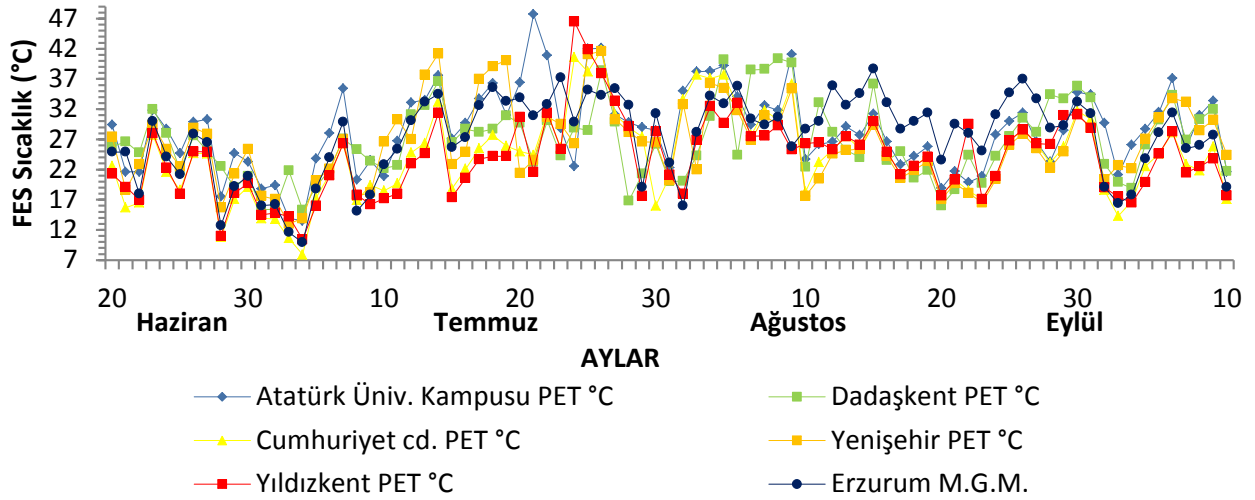 FES Sıcaklık (°C)
47
42
37
32
27
22
17
12
7
20 30 10 20 30 10 20 30 10
Haziran Temmuz Ağustos Eylül
AYLAR
Atatürk Üniv. Kampusu PET °C Dadaşkent PET °C
Cumhuriyet cd. PET °C Yenişehir PET °C
Yıldızkent PET °C Erzurum M.G.M.